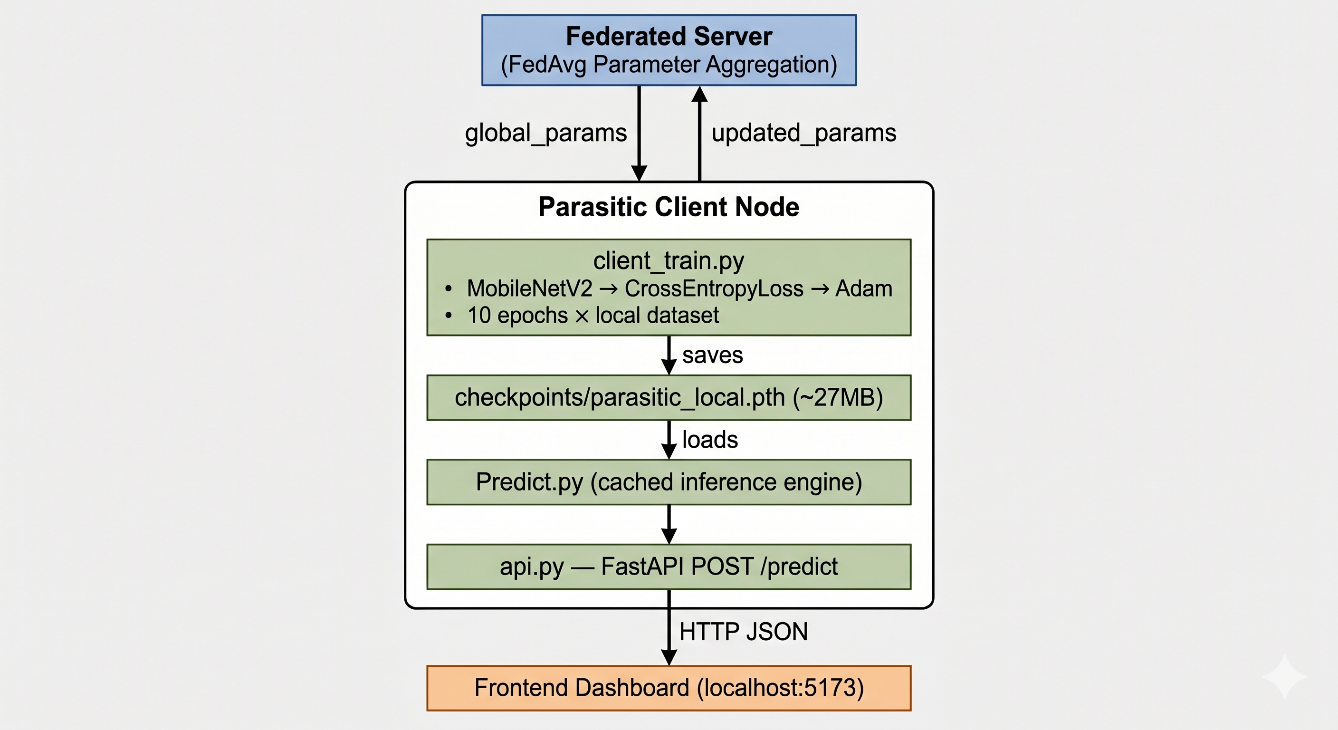 Federated Server
(FedAvg Parameter Aggregation)
global_params
updated_params
Parasitic Client Node
client_train.py
• MobileNetV2 → CrossEntropyLoss → Adam
• 10 epochs × local dataset
saves
checkpoints/parasitic_local.pth (~27MB)
loads
Predict.py (cached inference engine)
api.py — FastAPI POST /predict
HTTP JSON
Frontend Dashboard (localhost:5173)